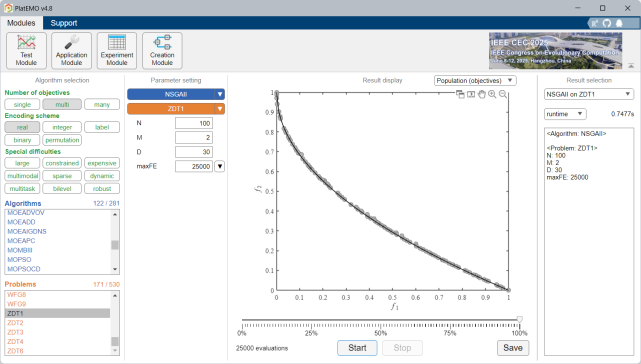 PlatEMO v4.8
Modules
Support
Test
Module
Application
Module
Experiment
Module
Creation
Module
IEEE CEC 2025
IEEE Congress on Evolutionary Computation
June 8-12, 2025, Hangzhou, China
Algorithm selection
Number of objectives
single
multi
many
Encoding scheme
real
integer
label
binary
permutation
Special difficulties
large
constrained
expensive
multimodal
sparse
dynamic
multitask
bilevel
robust
Algorithms
122 / 281
MOEADVOV
MOEADD
MOEAIGDNS
MOEAPC
MOMBIII
MOPSO
MOPSOCD
Problems
171 / 530
WFG8
WFG9
ZDT1
ZDT2
ZDT3
ZDT4
ZDT6
Parameter setting
NSGAII
ZDT1
N
100
M
2
D
30
maxFE
25000
Result display
Population (objectives)
1
0.9
0.8
0.7
0.6
0.5
0.4
0.3
0.2
0.1
0
f2
0
0.1
0.2
0.3
0.4
0.5
0.6
0.7
0.8
0.9
1
f1
0%
25%
50%
75%
100%
25000 evaluations
Start
Stop
Save
Result selection
NSGAII on ZDT1
runtime
0.7477s
<Algorithm: NSGAII>
<Problem: ZDT1>
N: 100
M: 2
D: 30
maxFE: 25000